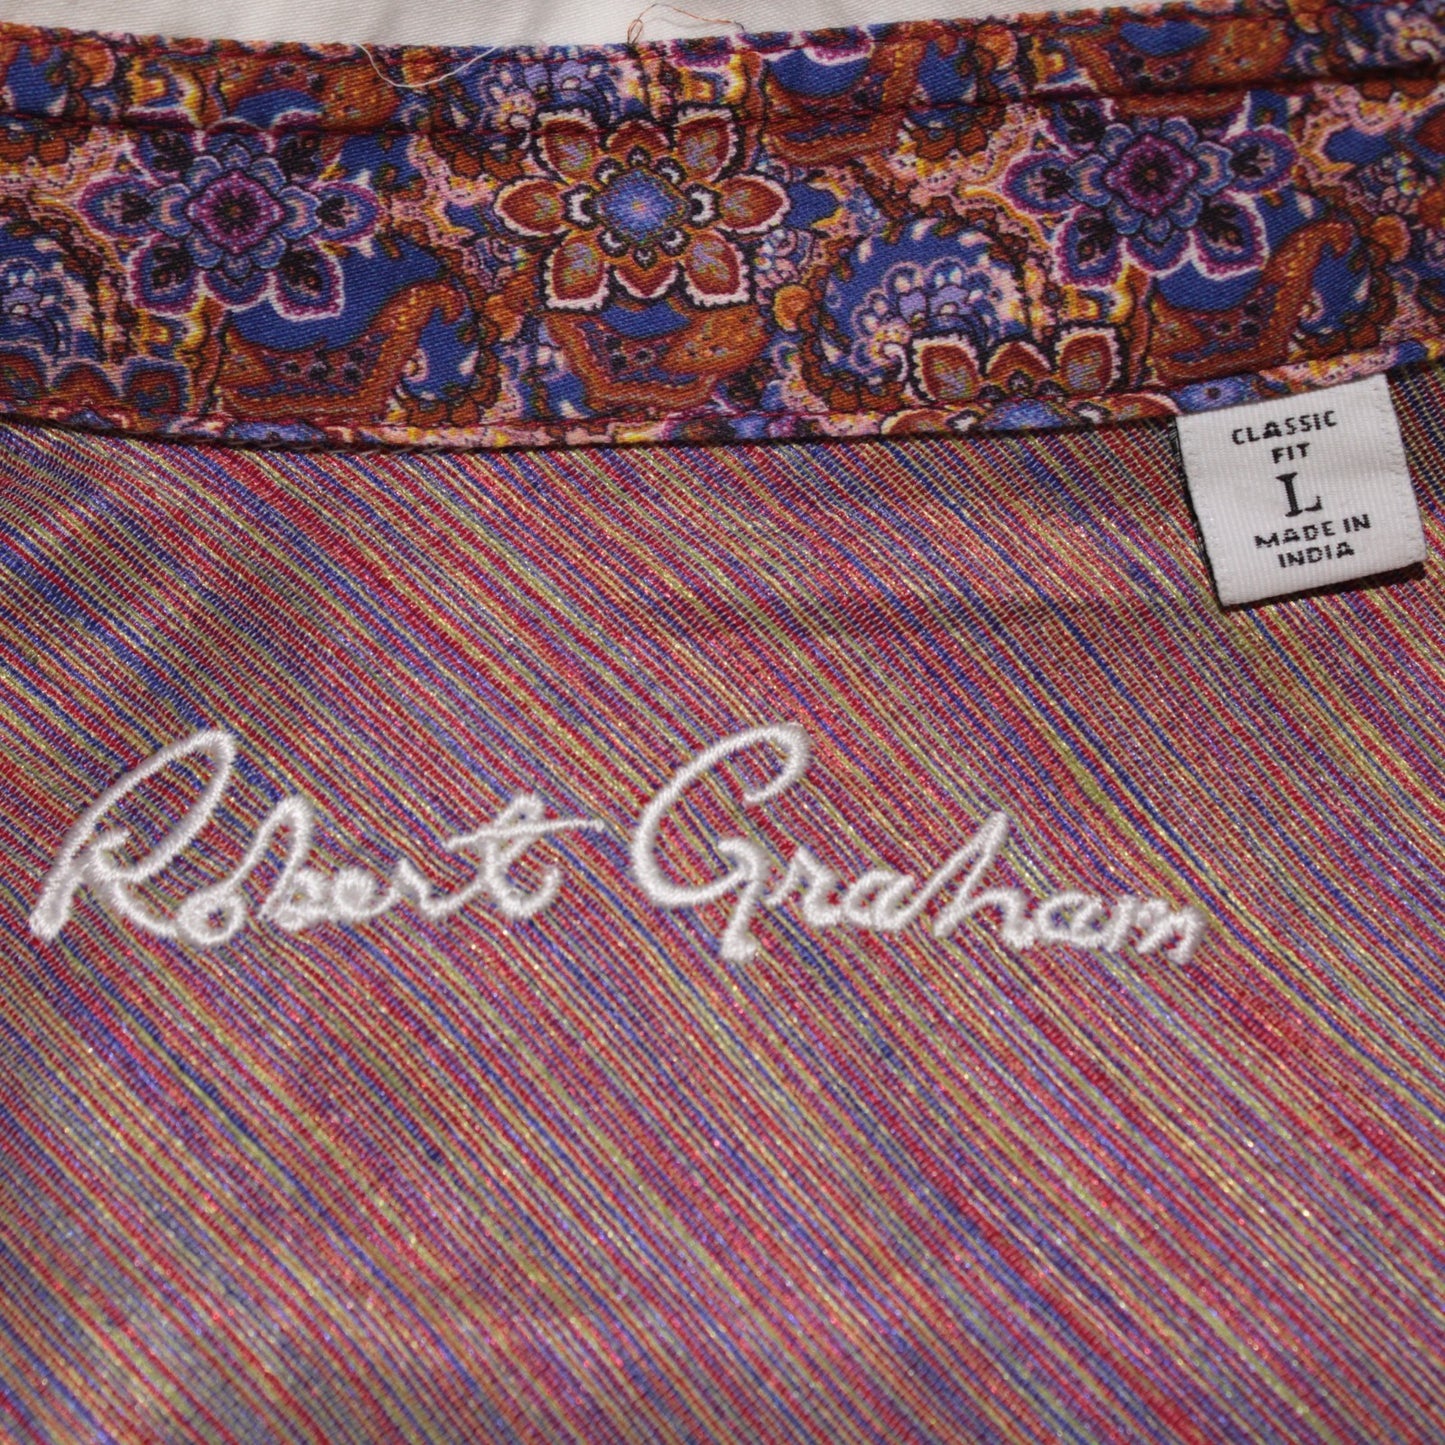 CLASSIC
FIT
L
MADE IN
INDIA
Robert Graham